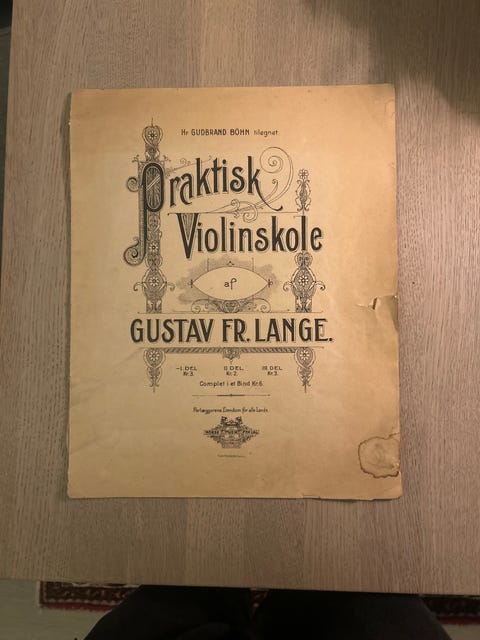 Hr GUDBRAND BÖHN tilegnet.
Praktisk
Violinskole
af
GUSTAV FR. LANGE.
I. DEL II DEL III DEL
Kr. 3. Kr. 2. Kr. 3.
Complet i et Bind Kr. 6.
Forlæggerens Eiendom for alle Lande.